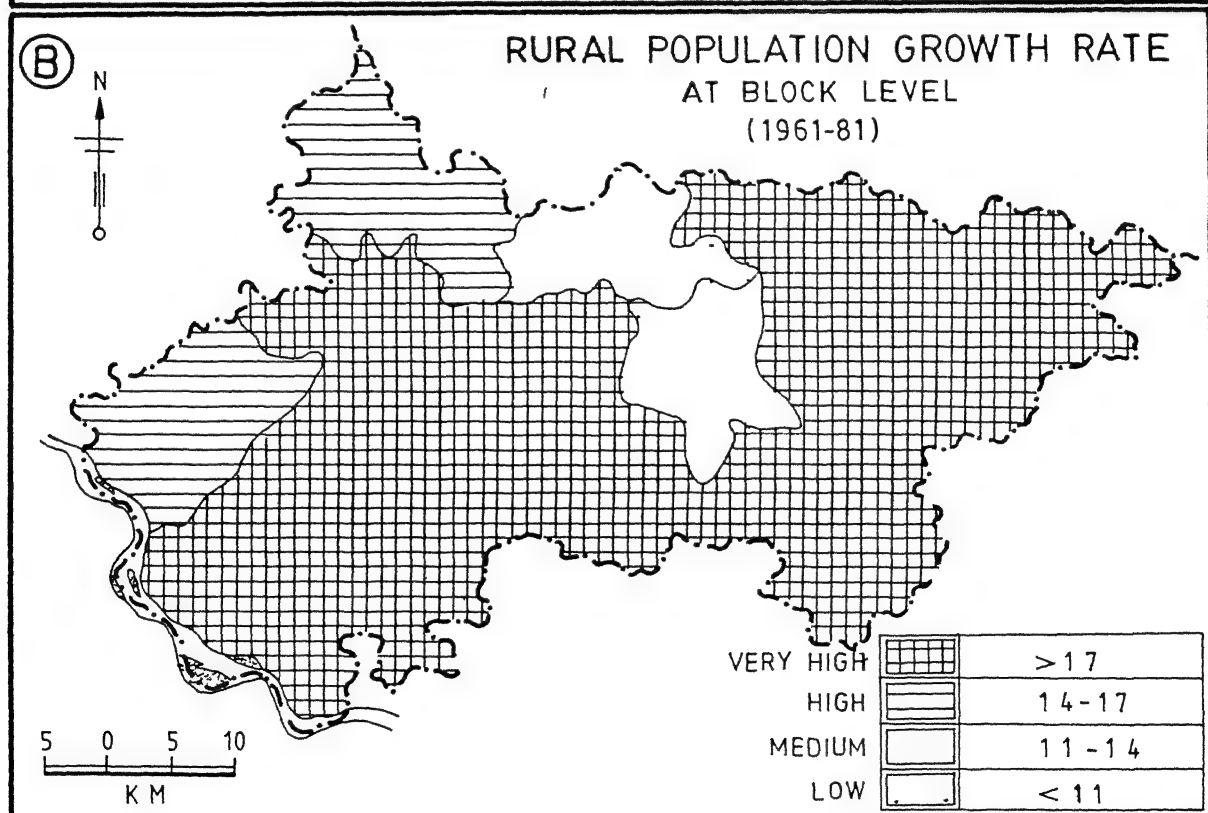 B
RURAL POPULATION GROWTH RATE
AT BLOCK LEVEL
(1961-81)
N
VERY HIGH >17
HIGH 14-17
MEDIUM 11-14
LOW <11
5 0 5 10
KM